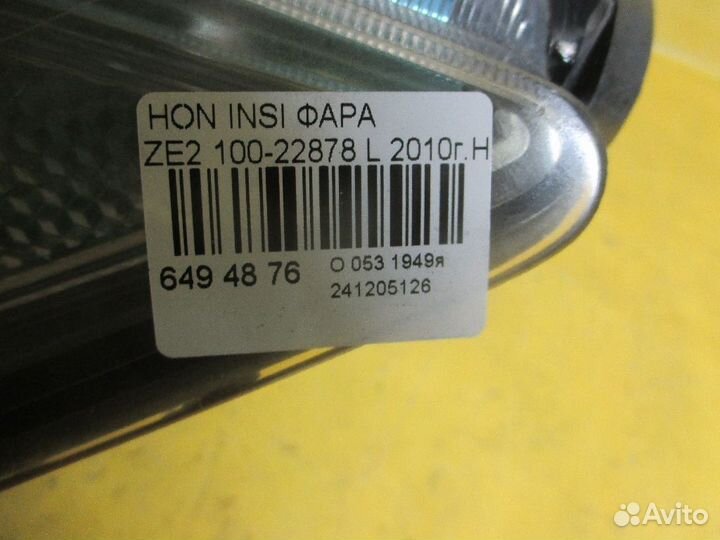 HON INSI ФАРА
ZE2 100-22878 L 2010г.Н
649 48 76
О 053 1949я
241205126
Avito